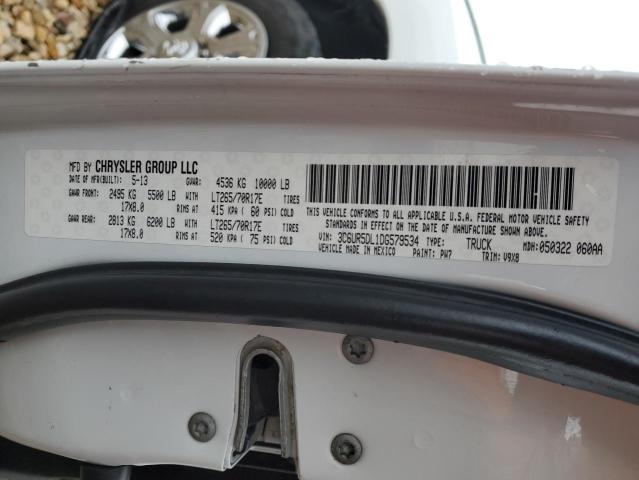 MFD BY CHRYSLER GROUP LLC
DATE OF MFR(BUILT): 5-13 GVWR: 4536 KG 10000 LB
GAWR FRONT: 2495 KG 5500 LB WITH LT265/70R17E TIRES
17X8.0 RIMS AT 415 KPA ( 60 PSI) COLD
GAWR REAR: 2813 KG 6200 LB WITH LT265/70R17E TIRES
17X8.0 RIMS AT 520 KPA ( 75 PSI) COLD
THIS VEHICLE CONFORMS TO ALL APPLICABLE U.S.A. FEDERAL MOTOR VEHICLE SAFETY
STANDARDS IN EFFECT ON THE DATE OF MANUFACTURE SHOWN ABOVE
VIN: 3C6UR5DL1DG579534 TYPE: TRUCK MDH: 050322 060AA
VEHICLE MADE IN MEXICO PAINT: PW7 TRIM: V9X8